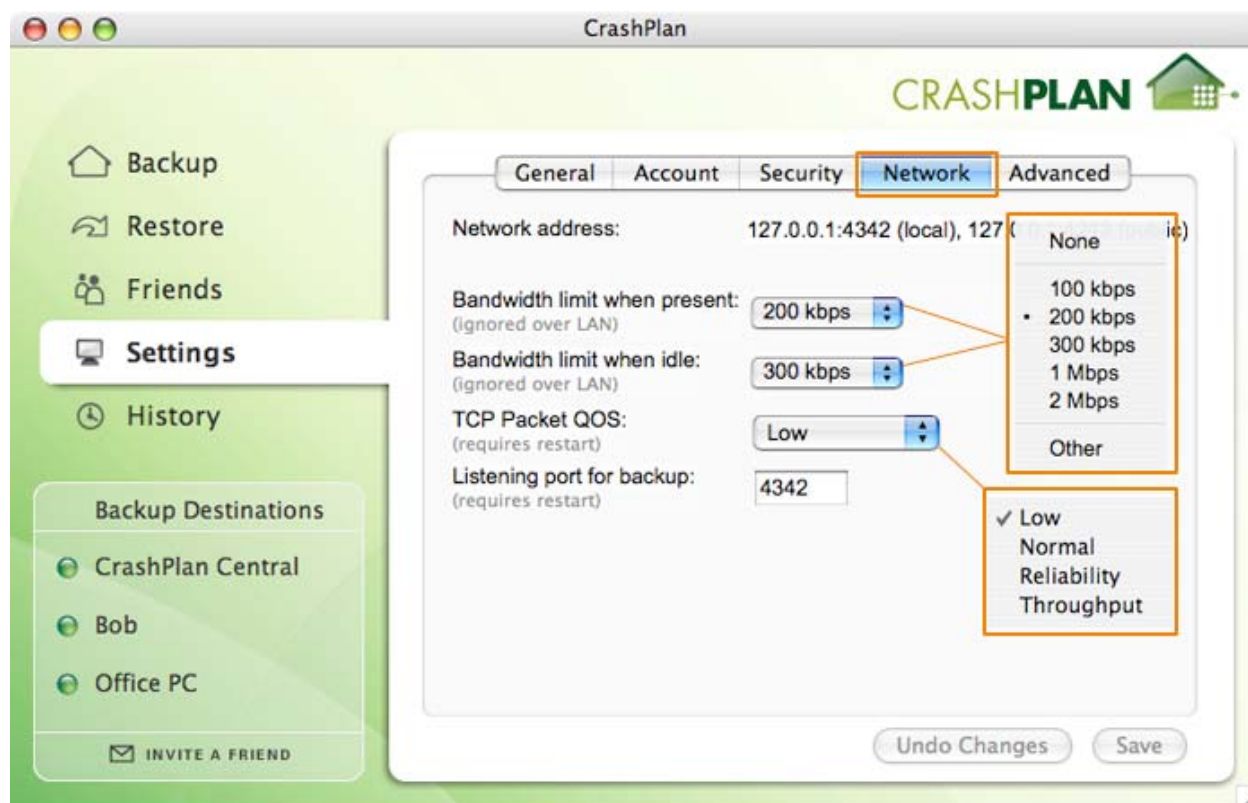 CrashPlan
CRASHPLAN
Backup
Restore
Friends
Settings
History
Backup Destinations
CrashPlan Central
Bob
Office PC
INVITE A FRIEND
General Account Security Network Advanced
Network address: 127.0.0.1:4342 (local), 127
Bandwidth limit when present: 200 kbps
(ignored over LAN)
Bandwidth limit when idle: 300 kbps
(ignored over LAN)
TCP Packet QOS: Low
(requires restart)
Listening port for backup: 4342
(requires restart)
None
100 kbps
• 200 kbps
300 kbps
1 Mbps
2 Mbps
Other
✓ Low
Normal
Reliability
Throughput
Undo Changes Save